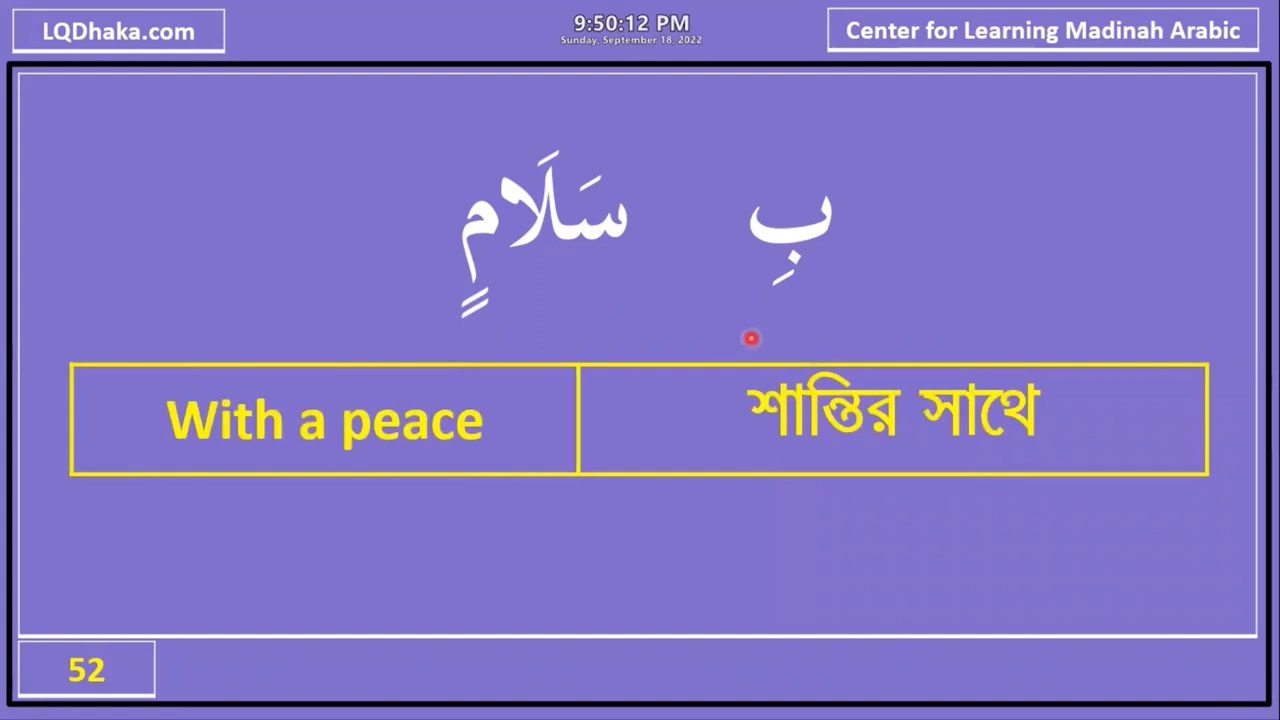 LQDhaka.com
9:50:12 PM
Sunday, September 18, 2022
Center for Learning Madinah Arabic
بِ سَلَامٍ
With a peace
শান্তির সাথে
52